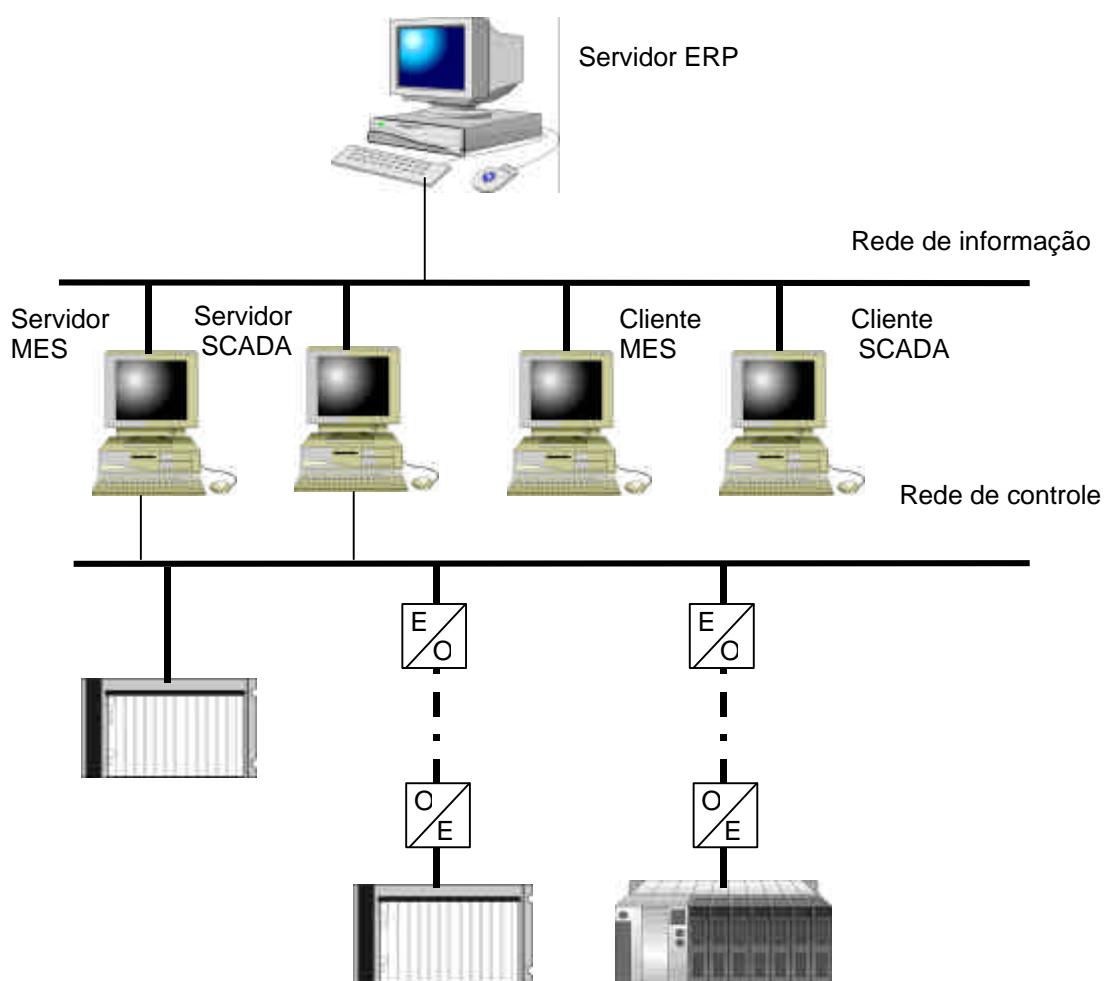 Servidor ERP
Rede de informação
Servidor
MES
Servidor
SCADA
Cliente
MES
Cliente
SCADA
Rede de controle
E
O
E
O
O
E
O
E